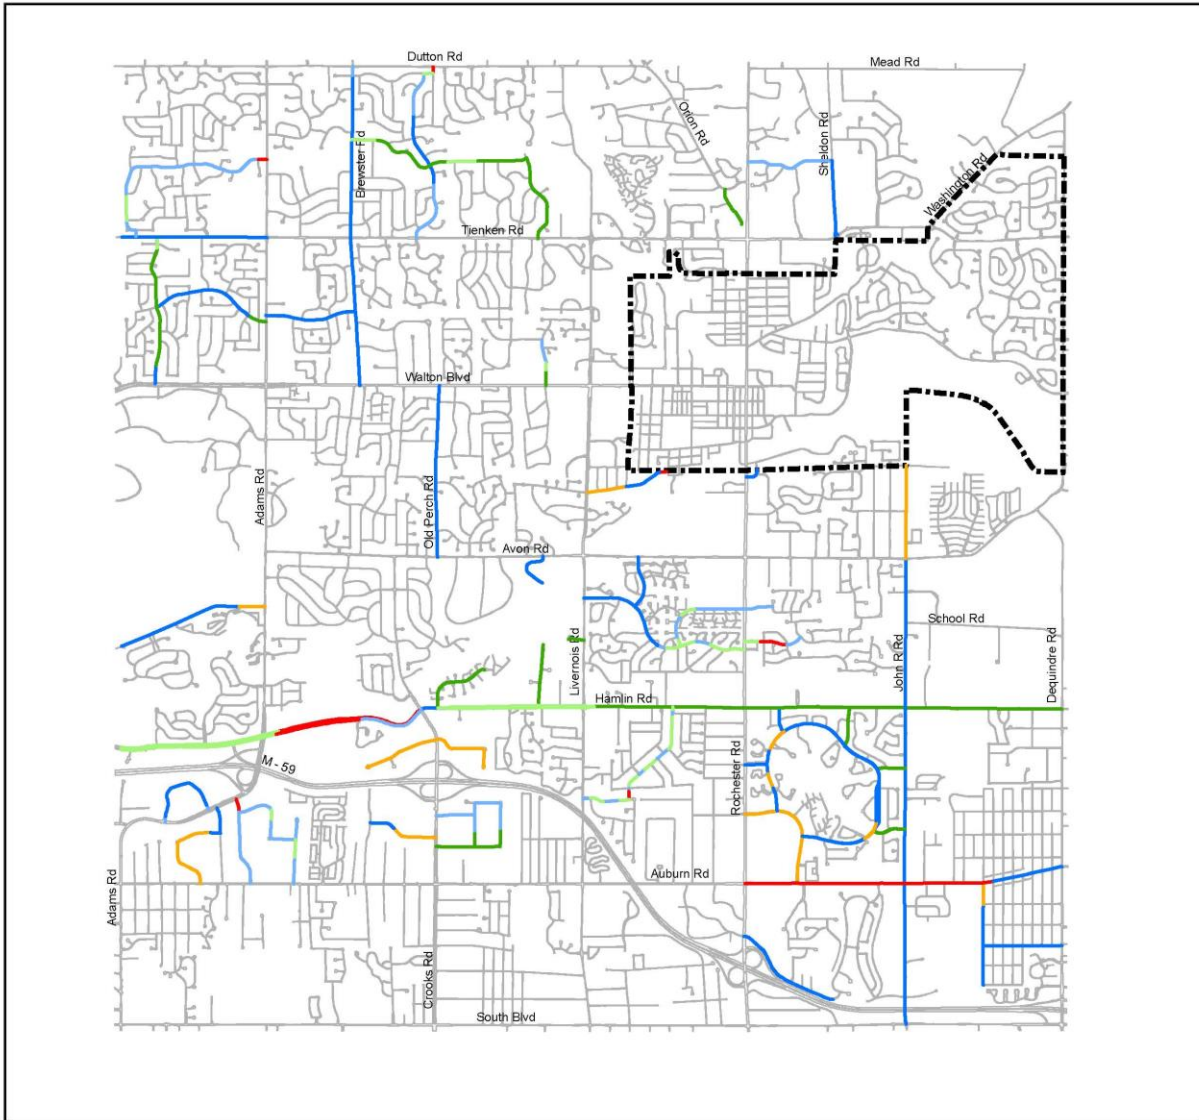 Dutton Rd
Mead Rd
Orion Rd
Sheldon Rd
Brewster Rd
Washington Rd
Tienken Rd
Walton Blvd
Adams Rd
Old Perch Rd
Avon Rd
School Rd
Livernois Rd
John R Rd
Dequindre Rd
Hamlin Rd
M - 59
Rochester Rd
Auburn Rd
Adams Rd
Crooks Rd
South Blvd